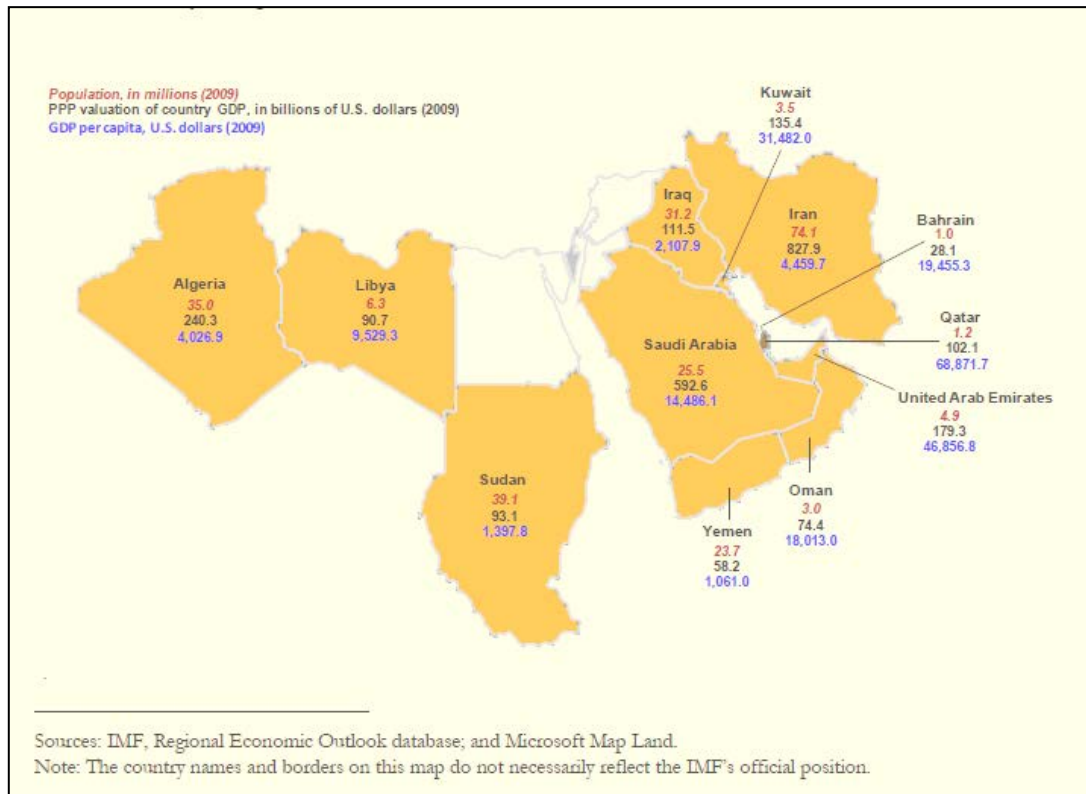 Population, in millions (2009)
PPP valuation of country GDP, in billions of U.S. dollars (2009)
GDP per capita, U.S. dollars (2009)
Kuwait
3.5
135.4
31,482.0
Iraq
31.2
111.5
2,107.9
Iran
74.1
827.9
4,459.7
Bahrain
1.0
28.1
19,455.3
Algeria
35.0
240.3
4,026.9
Libya
6.3
90.7
9,529.3
Qatar
1.2
102.1
68,871.7
Saudi Arabia
25.5
592.6
14,486.1
United Arab Emirates
4.9
179.3
46,856.8
Sudan
39.1
93.1
1,397.8
Oman
3.0
74.4
18,013.0
Yemen
23.7
58.2
1,061.0
Sources: IMF, Regional Economic Outlook database; and Microsoft Map Land.
Note: The country names and borders on this map do not necessarily reflect the IMF's official position.